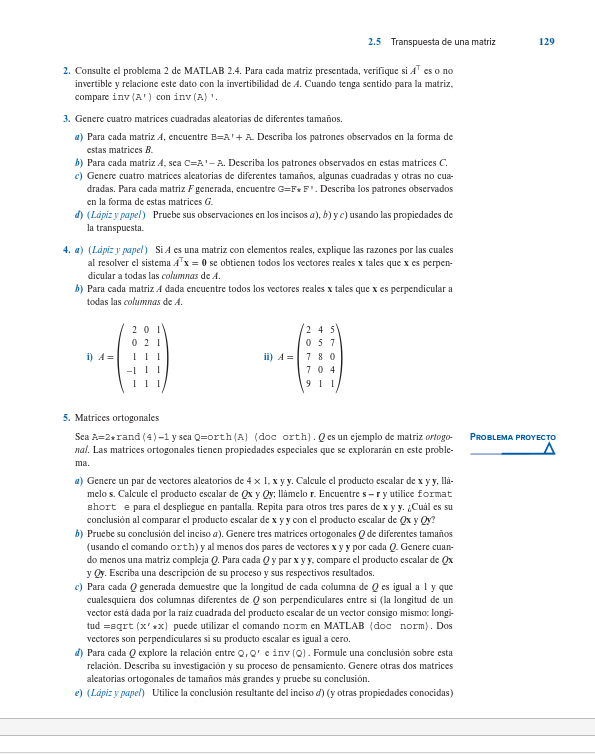 2.5 Transpuesta de una matriz 129
2. Consulte el problema 2 de MATLAB 2.4. Para cada matriz presentada, verifique si Aᵀ es o no
invertible y relacione este dato con la invertibilidad de A. Cuando tenga sentido para la matriz,
compare inv(A') con inv(A)'.
3. Genere cuatro matrices cuadradas aleatorias de diferentes tamaños.
a) Para cada matriz A, encuentre B=A'+ A. Describa los patrones observados en la forma de
estas matrices B.
b) Para cada matriz A, sea C=A'− A. Describa los patrones observados en estas matrices C.
c) Genere cuatro matrices aleatorias de diferentes tamaños, algunas cuadradas y otras no cua-
dradas. Para cada matriz F generada, encuentre G=F* F'. Describa los patrones observados
en la forma de estas matrices G.
d) (Lápiz y papel) Pruebe sus observaciones en los incisos a), b) y c) usando las propiedades de
la transpuesta.
4. a) (Lápiz y papel) Si A es una matriz con elementos reales, explique las razones por las cuales
al resolver el sistema Aᵀx = 0 se obtienen todos los vectores reales x tales que x es perpen-
dicular a todas las columnas de A.
b) Para cada matriz A dada encuentre todos los vectores reales x tales que x es perpendicular a
todas las columnas de A.
2 0 1 2 4 5
0 2 1 0 5 7
i) A = 1 1 1 ii) A = 7 8 0
−1 1 1 7 0 4
1 1 1 9 1 1
5. Matrices ortogonales
Sea A=2*rand(4)−1 y sea Q=orth(A) (doc orth). Q es un ejemplo de matriz ortogo-
PROBLEMA PROYECTO
nal. Las matrices ortogonales tienen propiedades especiales que se explorarán en este proble-
ma.
a) Genere un par de vectores aleatorios de 4 × 1, x y y. Calcule el producto escalar de x y y, llá-
melo s. Calcule el producto escalar de Qx y Qy; llámelo r. Encuentre s − r y utilice format
short e para el despliegue en pantalla. Repita para otros tres pares de x y y. ¿Cuál es su
conclusión al comparar el producto escalar de x y y con el producto escalar de Qx y Qy?
b) Pruebe su conclusión del inciso a). Genere tres matrices ortogonales Q de diferentes tamaños
(usando el comando orth) y al menos dos pares de vectores x y y por cada Q. Genere cuan-
do menos una matriz compleja Q. Para cada Q y par x y y, compare el producto escalar de Qx
y Qy. Escriba una descripción de su proceso y sus respectivos resultados.
c) Para cada Q generada demuestre que la longitud de cada columna de Q es igual a 1 y que
cualesquiera dos columnas diferentes de Q son perpendiculares entre sí (la longitud de un
vector está dada por la raíz cuadrada del producto escalar de un vector consigo mismo: longi-
tud =sqrt(x'*x) puede utilizar el comando norm en MATLAB (doc norm). Dos
vectores son perpendiculares si su producto escalar es igual a cero.
d) Para cada Q explore la relación entre Q,Q' e inv(Q). Formule una conclusión sobre esta
relación. Describa su investigación y su proceso de pensamiento. Genere otras dos matrices
aleatorias ortogonales de tamaños más grandes y pruebe su conclusión.
e) (Lápiz y papel) Utilice la conclusión resultante del inciso d) (y otras propiedades conocidas)